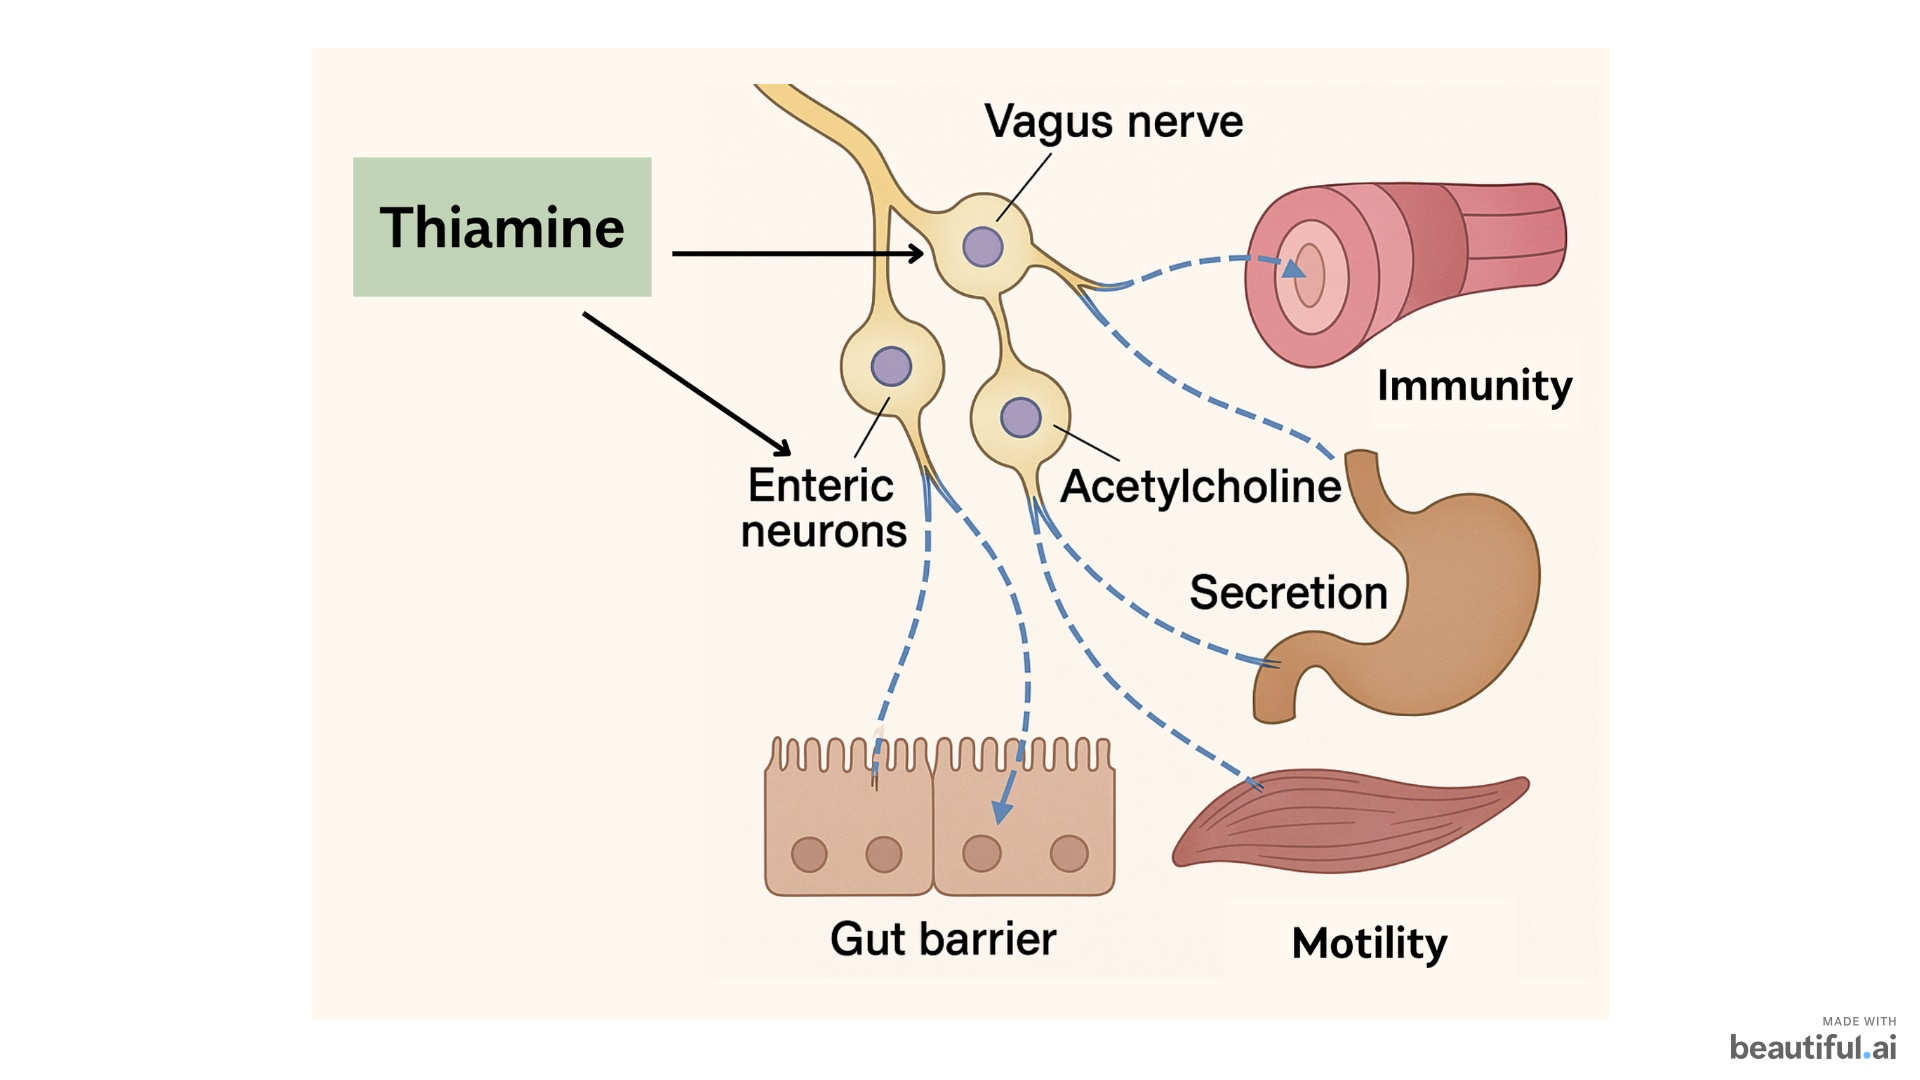 Vagus nerve
Thiamine
Immunity
Enteric
neurons
Acetylcholine
Secretion
Gut barrier
Motility
MADE WITH
beautiful.ai